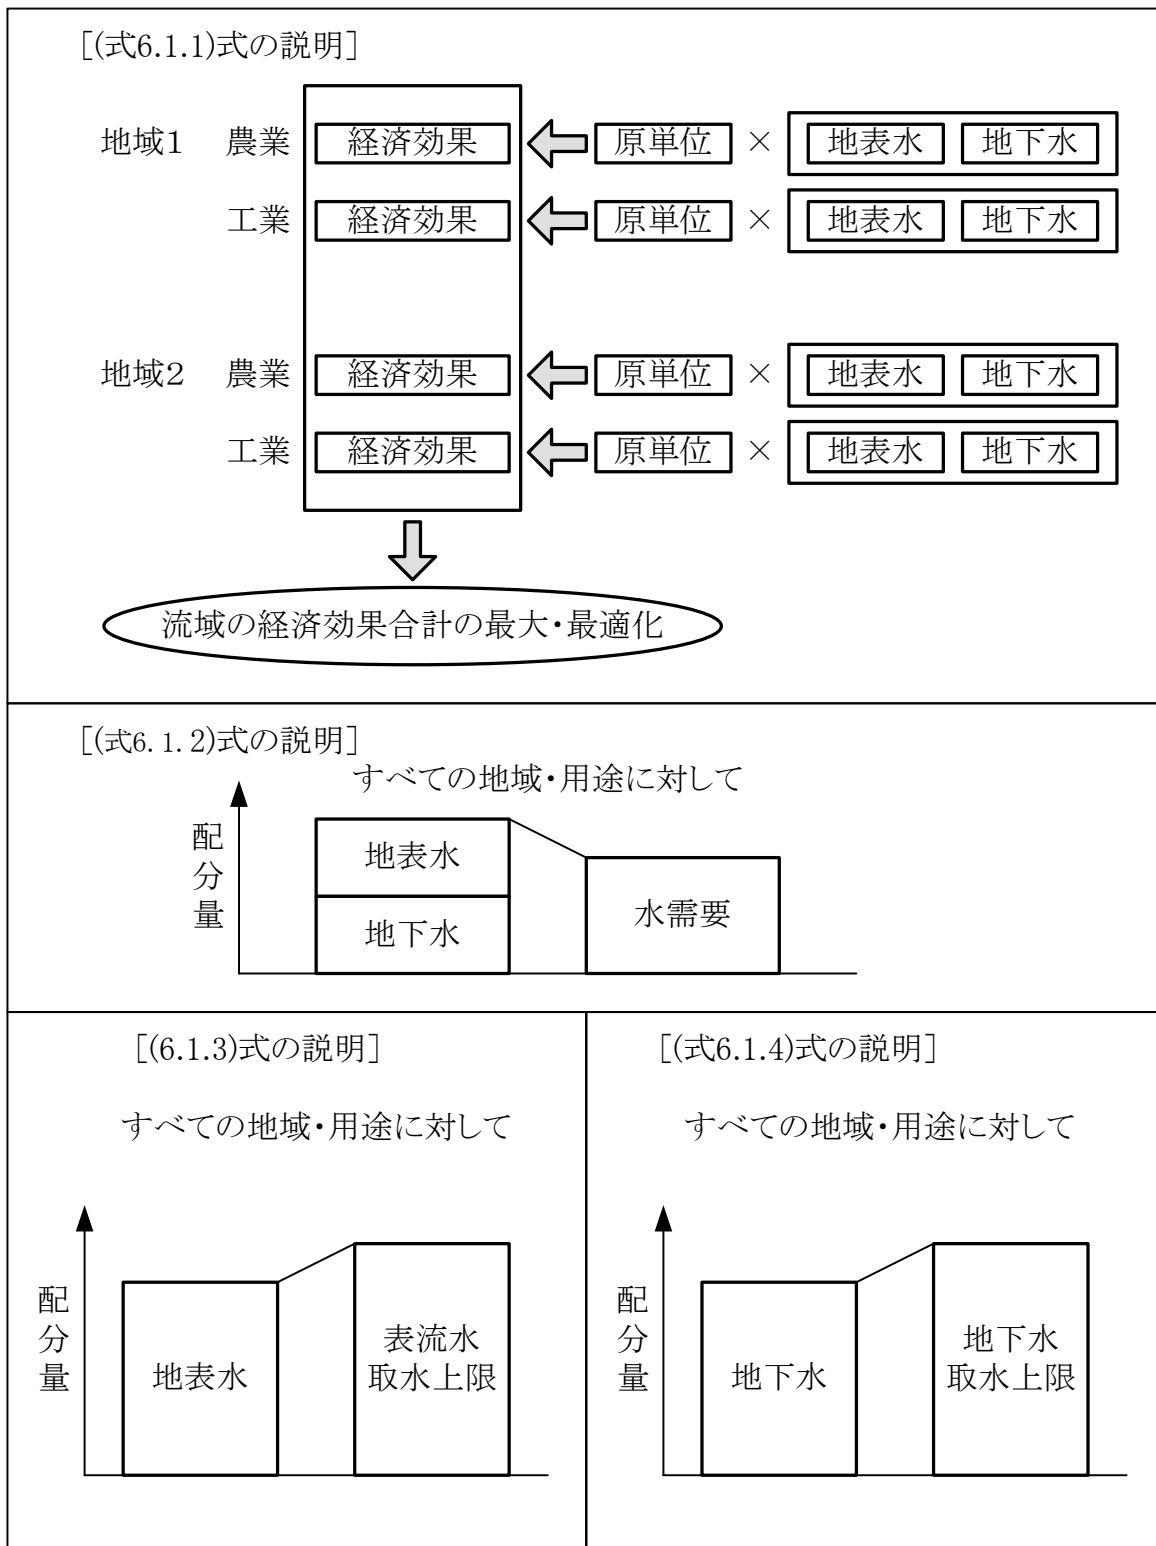 [(式6.1.1)式の説明]
地域1 農業 経済効果 原単位 × 地表水 地下水
工業 経済効果 原単位 × 地表水 地下水
地域2 農業 経済効果 原単位 × 地表水 地下水
工業 経済効果 原単位 × 地表水 地下水
流域の経済効果合計の最大・最適化
[(式6.1.2)式の説明]
すべての地域・用途に対して
配分量
地表水
地下水
水需要
[(6.1.3)式の説明]
すべての地域・用途に対して
配分量
地表水
表流水
取水上限
[(式6.1.4)式の説明]
すべての地域・用途に対して
配分量
地下水
地下水
取水上限